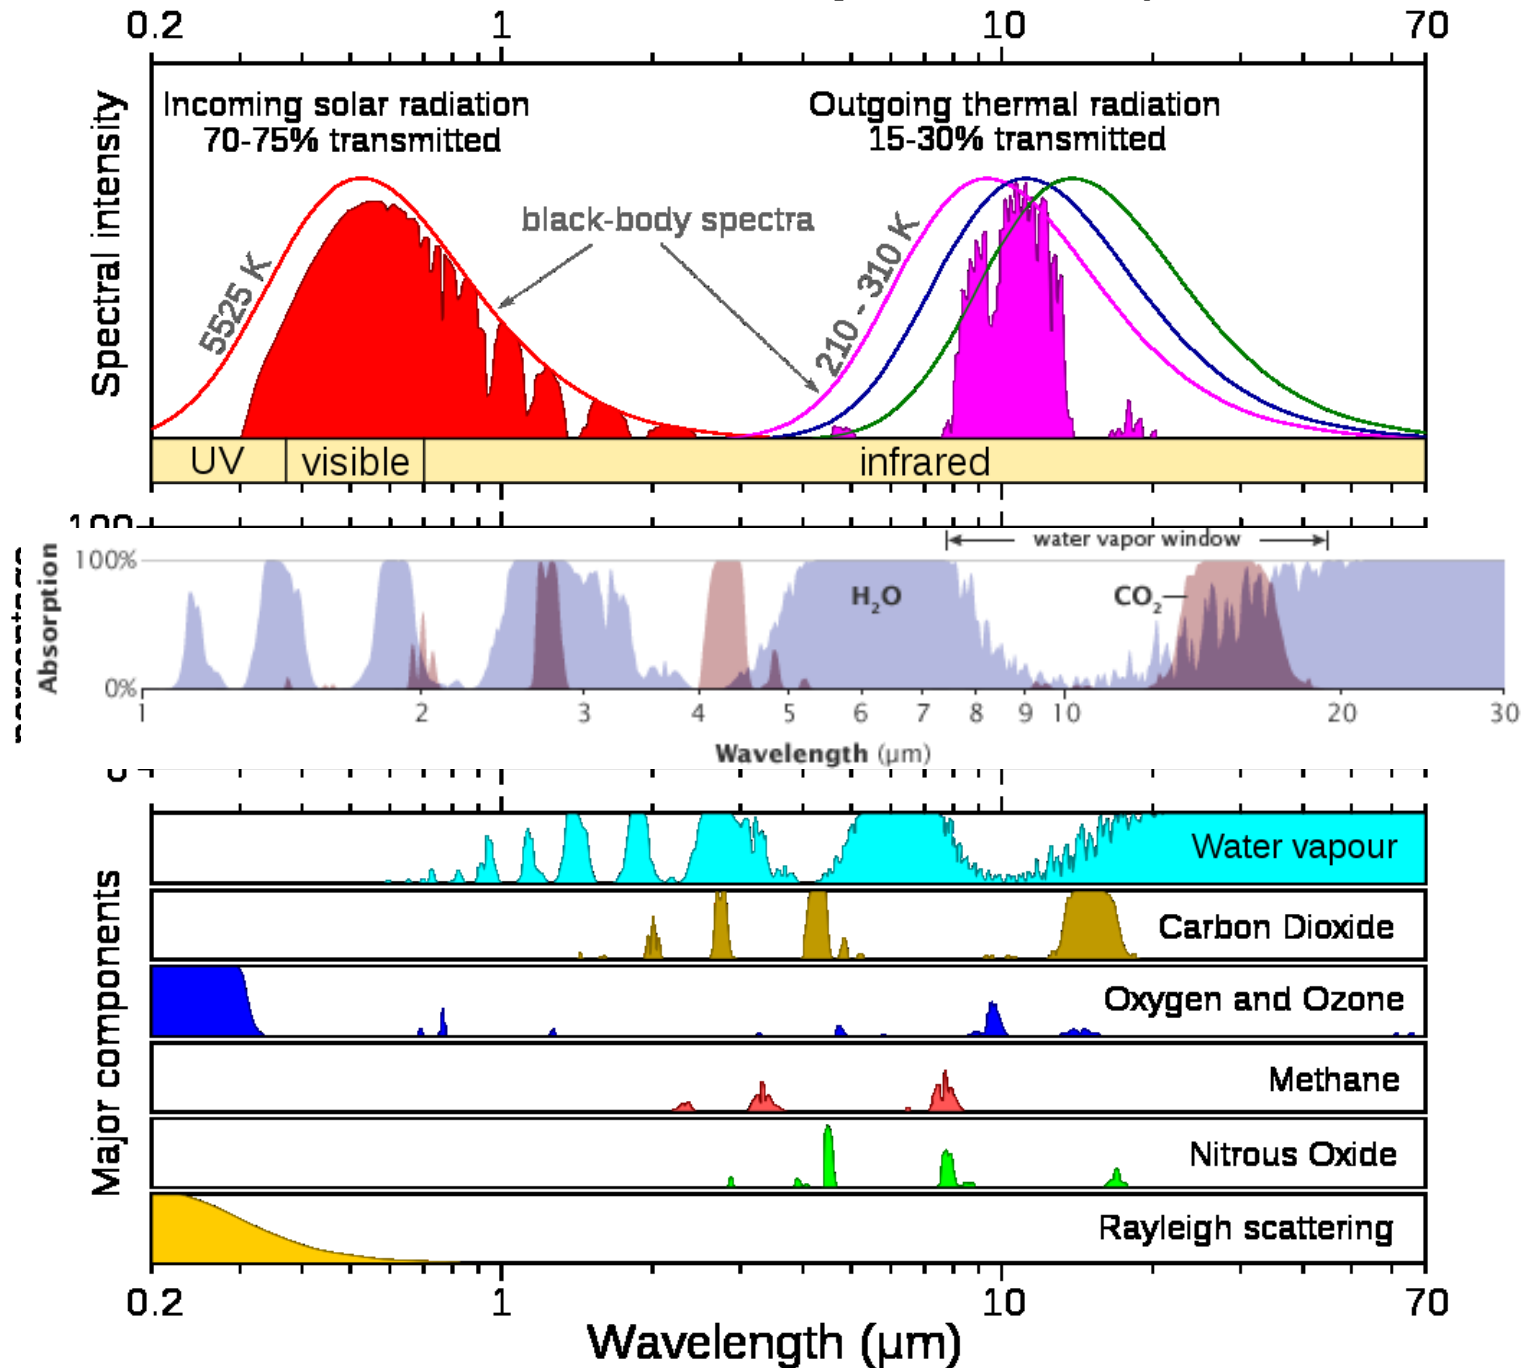 0.2 1 10 70
Spectral intensity
Incoming solar radiation
70-75% transmitted
Outgoing thermal radiation
15-30% transmitted
black-body spectra
5525 K
210 - 310 K
UV visible infrared
Absorption
100%
0%
water vapor window
H₂O
CO₂
1 2 3 4 5 6 7 8 9 10 20 30
Wavelength (µm)
Major components
Water vapour
Carbon Dioxide
Oxygen and Ozone
Methane
Nitrous Oxide
Rayleigh scattering
0.2 1 10 70
Wavelength (µm)